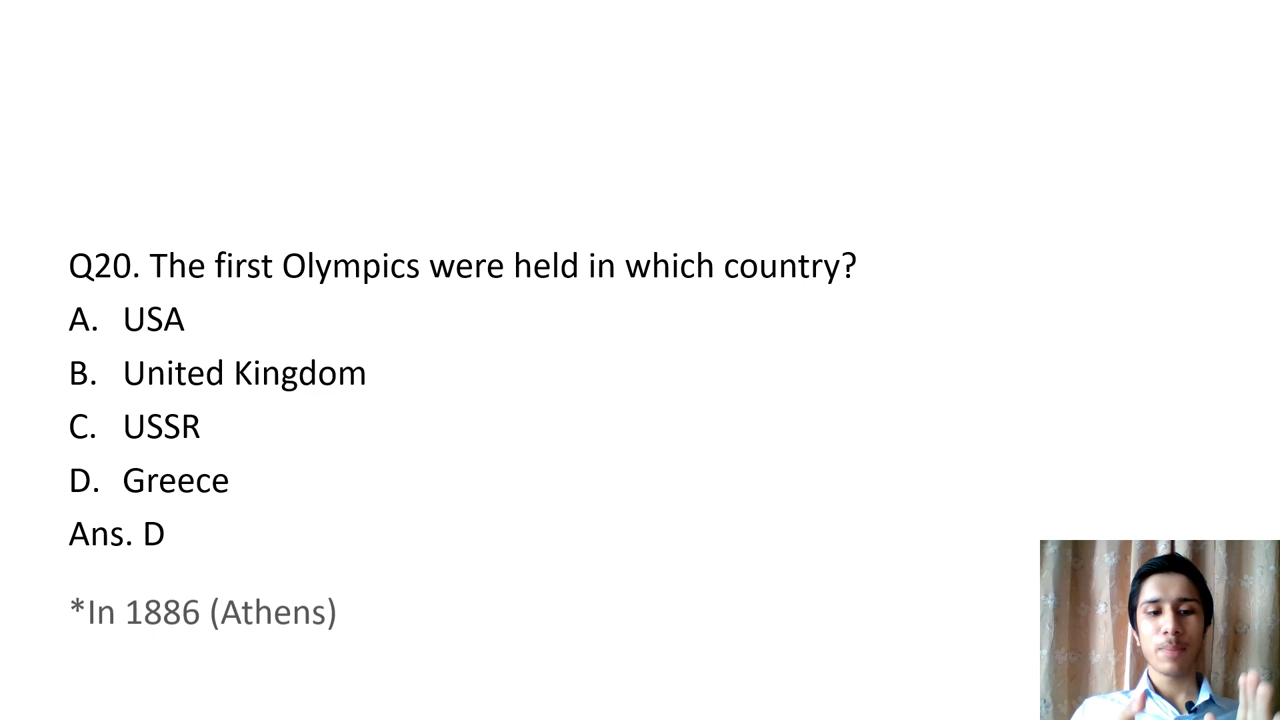 Q20. The first Olympics were held in which country?
A. USA
B. United Kingdom
C. USSR
D. Greece
Ans. D
*In 1886 (Athens)